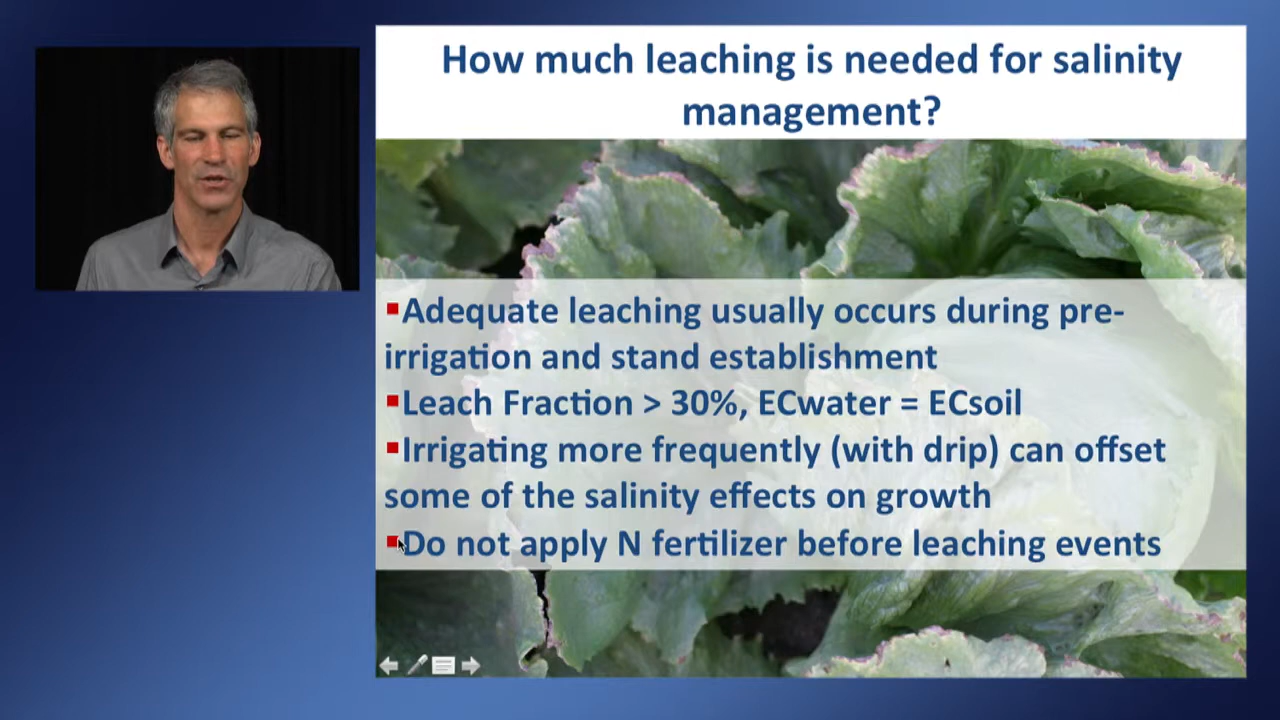 How much leaching is needed for salinity
management?
▪Adequate leaching usually occurs during pre-
irrigation and stand establishment
▪Leach Fraction > 30%, ECwater = ECsoil
▪Irrigating more frequently (with drip) can offset
some of the salinity effects on growth
▪Do not apply N fertilizer before leaching events